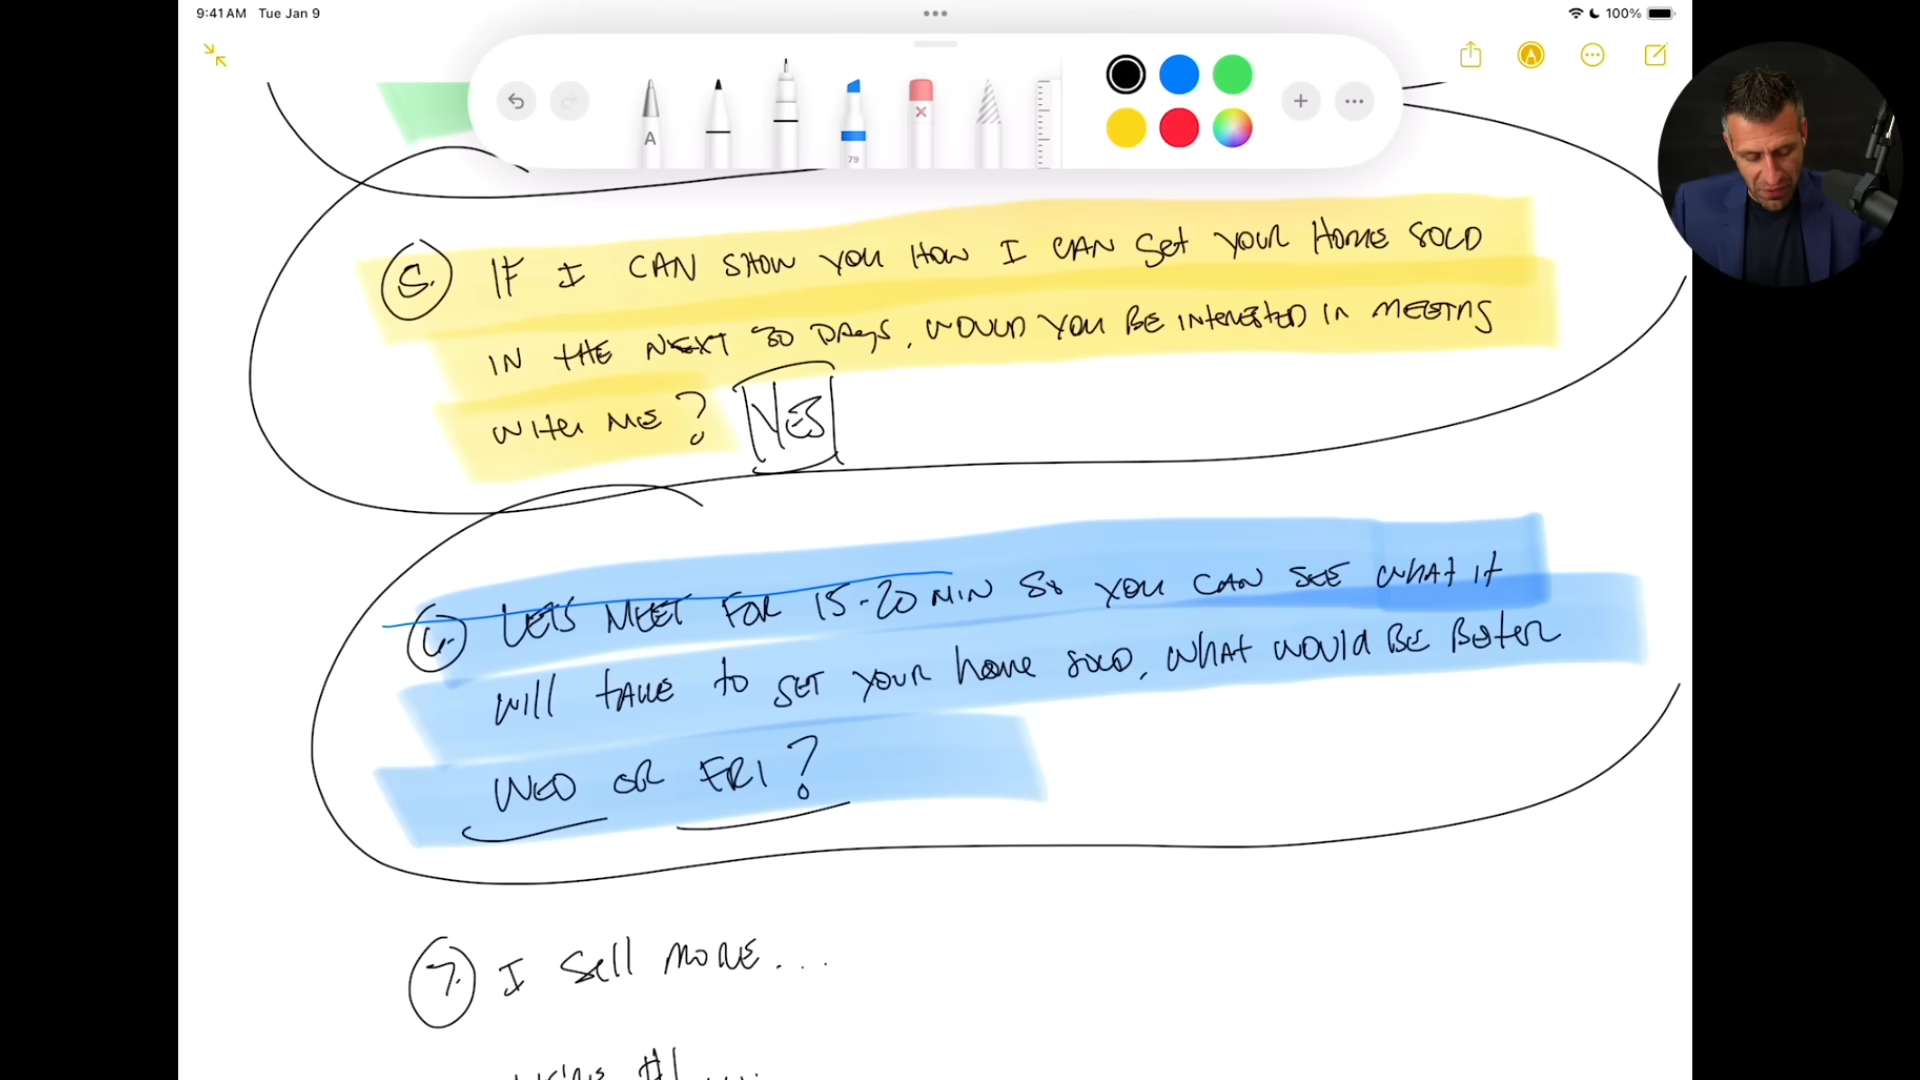 9:41 AM Tue Jan 9
100%
A
79
5. IF I CAN SHOW YOU HOW I CAN GET YOUR HOME SOLD
IN THE NEXT 30 DAYS, WOULD YOU BE INTERESTED IN MEETING
WITH ME? YES
6. LETS MEET FOR 15-20 MIN SO YOU CAN SEE WHAT IT
WILL TAKE TO GET YOUR HOME SOLD, WHAT WOULD BE BETTER
WED OR FRI?
7. I SELL MORE...
#1 ....